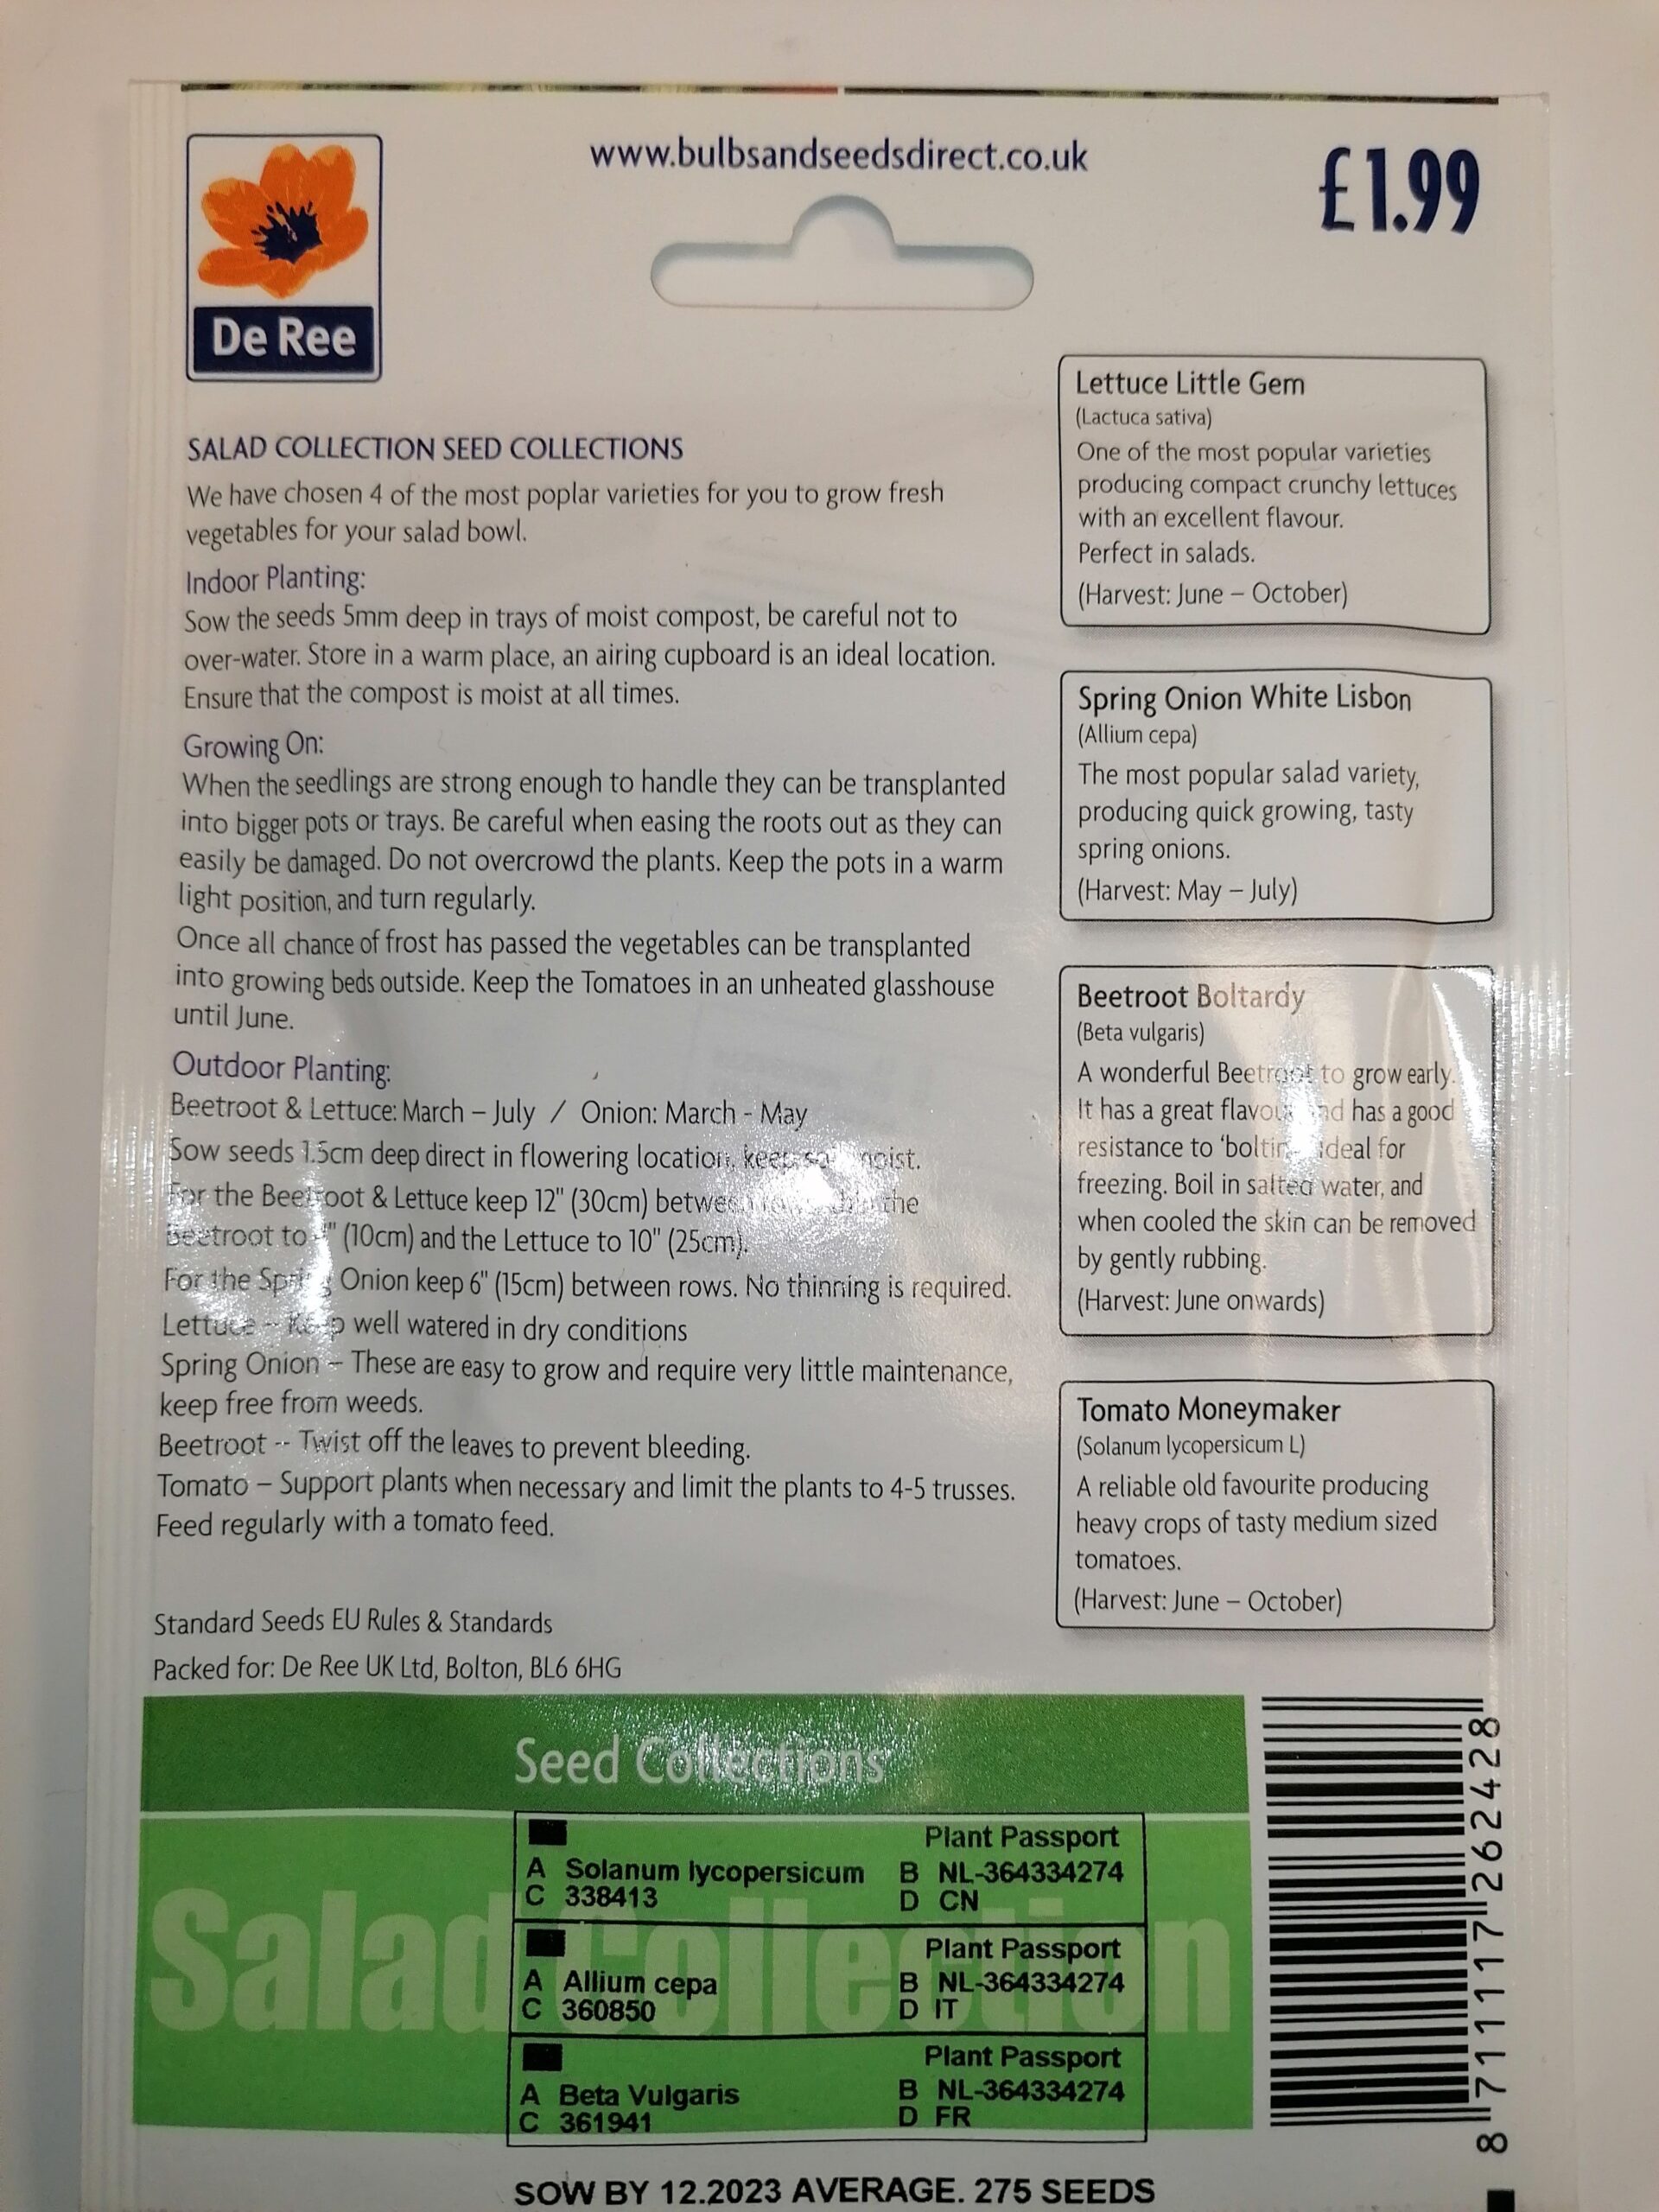 www.bulbsandseedsdirect.co.uk
£1.99
De Ree
SALAD COLLECTION SEED COLLECTIONS
We have chosen 4 of the most poplar varieties for you to grow fresh
vegetables for your salad bowl.
Indoor Planting:
Sow the seeds 5mm deep in trays of moist compost, be careful not to
over-water. Store in a warm place, an airing cupboard is an ideal location.
Ensure that the compost is moist at all times.
Growing On:
When the seedlings are strong enough to handle they can be transplanted
into bigger pots or trays. Be careful when easing the roots out as they can
easily be damaged. Do not overcrowd the plants. Keep the pots in a warm
light position, and turn regularly.
Once all chance of frost has passed the vegetables can be transplanted
into growing beds outside. Keep the Tomatoes in an unheated glasshouse
until June.
Outdoor Planting:
Beetroot & Lettuce: March – July / Onion: March - May
Sow seeds 1.5cm deep direct in flowering location, keep moist.
For the Beetroot & Lettuce keep 12" (30cm) between the
Beetroot to (10cm) and the Lettuce to 10" (25cm).
For the Spring Onion keep 6" (15cm) between rows. No thinning is required.
Lettuce – Keep well watered in dry conditions
Spring Onion – These are easy to grow and require very little maintenance,
keep free from weeds.
Beetroot -- Twist off the leaves to prevent bleeding.
Tomato – Support plants when necessary and limit the plants to 4-5 trusses.
Feed regularly with a tomato feed.
Standard Seeds EU Rules & Standards
Packed for: De Ree UK Ltd, Bolton, BL6 6HG
Lettuce Little Gem
(Lactuca sativa)
One of the most popular varieties
producing compact crunchy lettuces
with an excellent flavour.
Perfect in salads.
(Harvest: June – October)
Spring Onion White Lisbon
(Allium cepa)
The most popular salad variety,
producing quick growing, tasty
spring onions.
(Harvest: May – July)
Beetroot Boltardy
(Beta vulgaris)
A wonderful Beetroot to grow early.
It has a great flavour and has a good
resistance to 'bolting ideal for
freezing. Boil in salted water, and
when cooled the skin can be removed
by gently rubbing.
(Harvest: June onwards)
Tomato Moneymaker
(Solanum lycopersicum L)
A reliable old favourite producing
heavy crops of tasty medium sized
tomatoes.
(Harvest: June – October)
Seed Collections
Salad Collection
Plant Passport
A Solanum lycopersicum B NL-364334274
C 338413 D CN
Plant Passport
A Allium cepa B NL-364334274
C 360850 D IT
Plant Passport
A Beta Vulgaris B NL-364334274
C 361941 D FR
8 711117 262428
SOW BY 12.2023 AVERAGE. 275 SEEDS